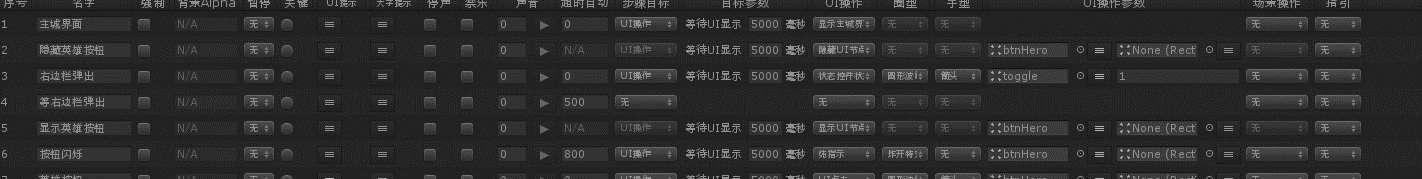 序号 名字 强制 背景Alpha 暂停 关键 UI提示 大字提示 停声 禁乐 声音 超时自动 步骤目标 目标参数 UI操作 圈型 手型 UI操作参数 场景操作 指引
1 主城界面 N/A 无 0 0 UI操作 等待UI显示 5000 毫秒 显示主城界 无 无 无 无
2 隐藏英雄按钮 N/A 无 0 N/A UI操作 等待UI显示 5000 毫秒 隐藏UI节点 无 无 btnHero None (Rect 无 无
3 右边栏弹出 N/A 无 0 0 UI操作 等待UI显示 5000 毫秒 状态控件状 圆形波 箭头 toggle 1 无 无
4 等右边栏弹出 N/A 无 0 500 无 无 无 无 无 无
5 显示英雄按钮 N/A 无 0 N/A UI操作 等待UI显示 5000 毫秒 显示UI节点 无 无 btnHero None (Rect 无 无
6 按钮闪烁 N/A 无 0 800 UI操作 等待UI显示 5000 毫秒 炸开特 无 btnHero None (Rect 无 无